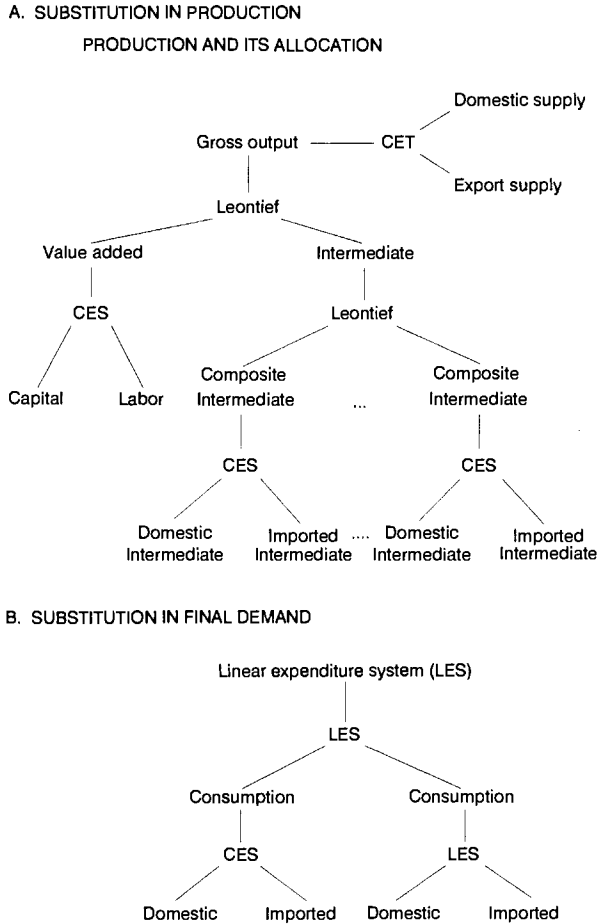 A. SUBSTITUTION IN PRODUCTION
PRODUCTION AND ITS ALLOCATION
Domestic supply
Gross output
CET
Export supply
Leontief
Value added
Intermediate
CES
Leontief
Capital
Labor
Composite
Intermediate
...
Composite
Intermediate
CES
CES
Domestic
Intermediate
Imported
Intermediate
....
Domestic
Intermediate
Imported
Intermediate
B. SUBSTITUTION IN FINAL DEMAND
Linear expenditure system (LES)
LES
Consumption
Consumption
CES
LES
Domestic
Imported
Domestic
Imported